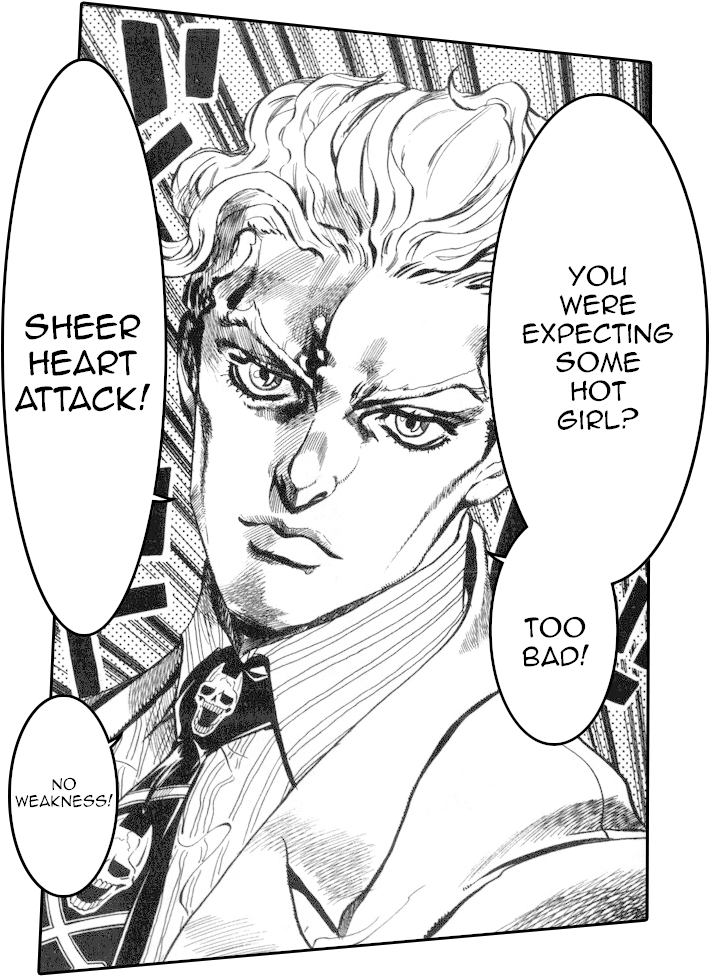 YOU
WERE
EXPECTING
SOME
HOT
GIRL?
TOO
BAD!
SHEER
HEART
ATTACK!
NO
WEAKNESS!